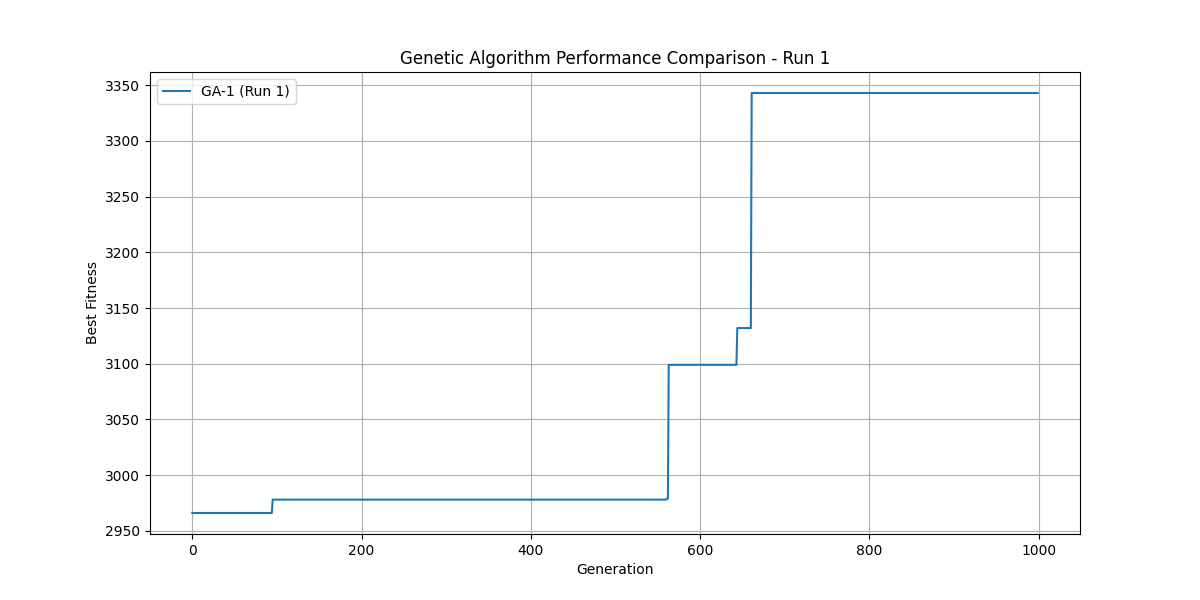 Genetic Algorithm Performance Comparison - Run 1
GA-1 (Run 1)
3350
3300
3250
3200
3150
3100
3050
3000
2950
Best Fitness
0 200 400 600 800 1000
Generation